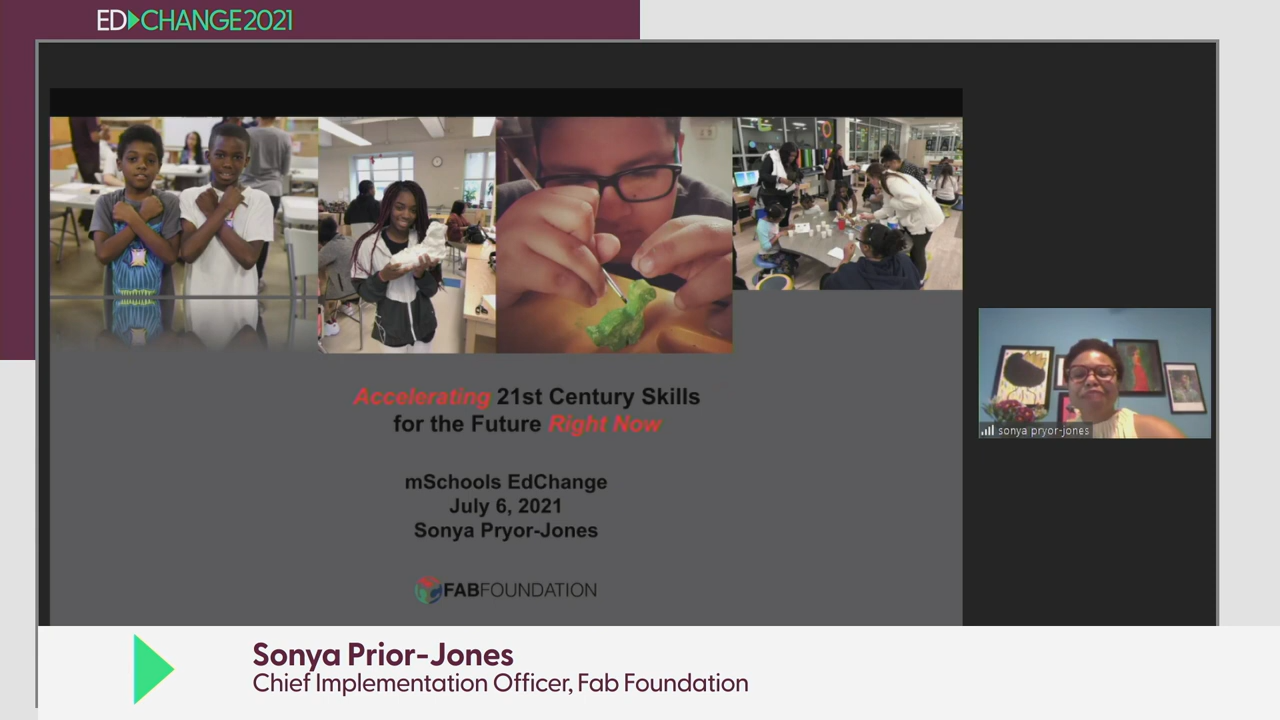 ED CHANGE2021
Accelerating 21st Century Skills
for the Future Right Now
mSchools EdChange
July 6, 2021
Sonya Pryor-Jones
FABFOUNDATION
sonya pryor-jones
Sonya Prior-Jones
Chief Implementation Officer, Fab Foundation